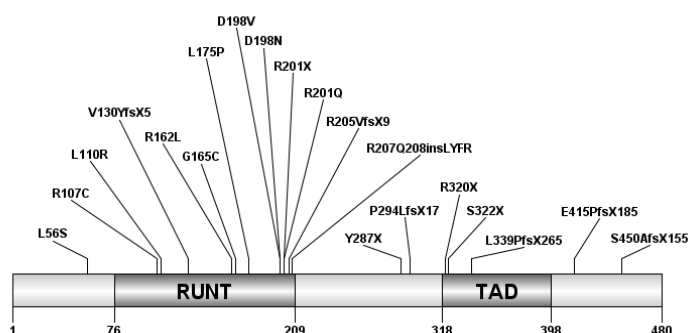 D198V
D198N
L175P
R201X
R201Q
V130YfsX5
R205VfsX9
R162L
R207Q208insLYFR
L110R
G165C
R107C
R320X
P294LfsX17
S322X
E415PfsX185
L56S
Y287X
L339PfsX265
S450AfsX155
RUNT
TAD
1
76
209
318
398
480